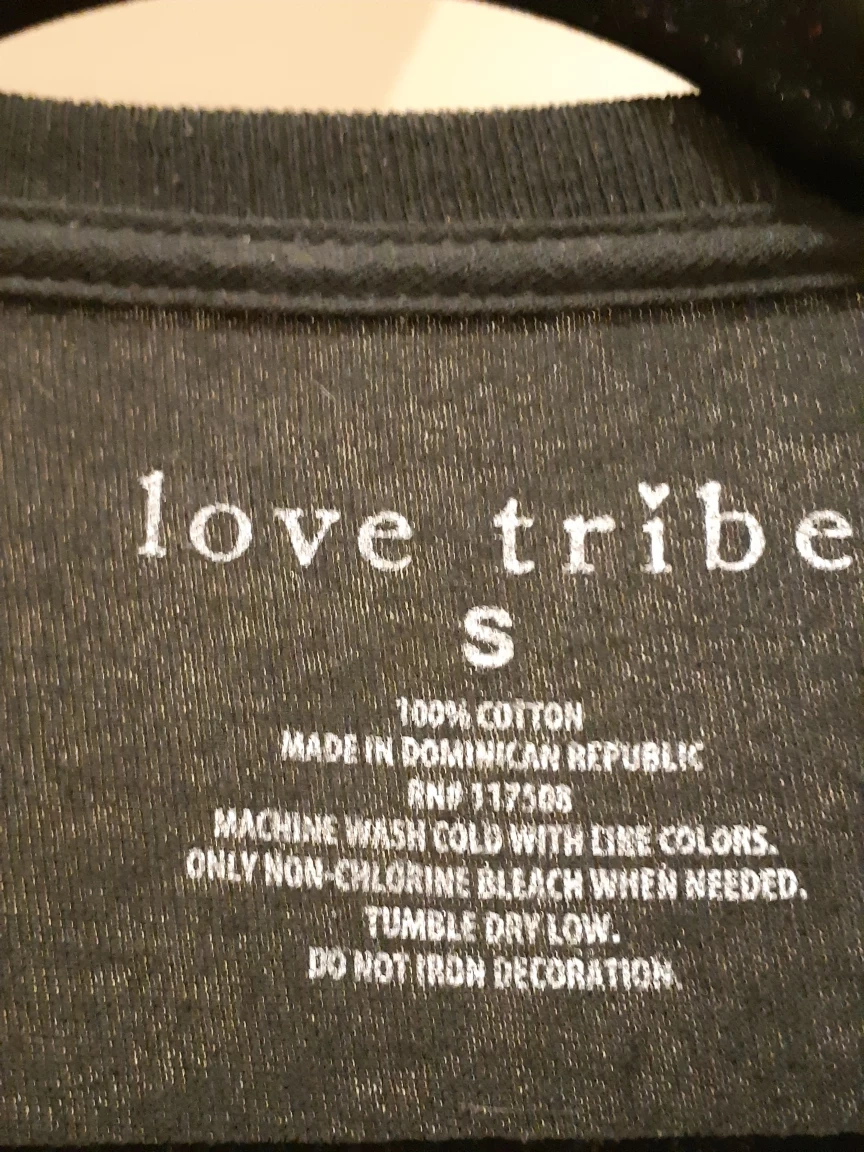 love tribe
S
100% COTTON
MADE IN DOMINICAN REPUBLIC
RN# 117508
MACHINE WASH COLD WITH LIKE COLORS.
ONLY NON-CHLORINE BLEACH WHEN NEEDED.
TUMBLE DRY LOW.
DO NOT IRON DECORATION.